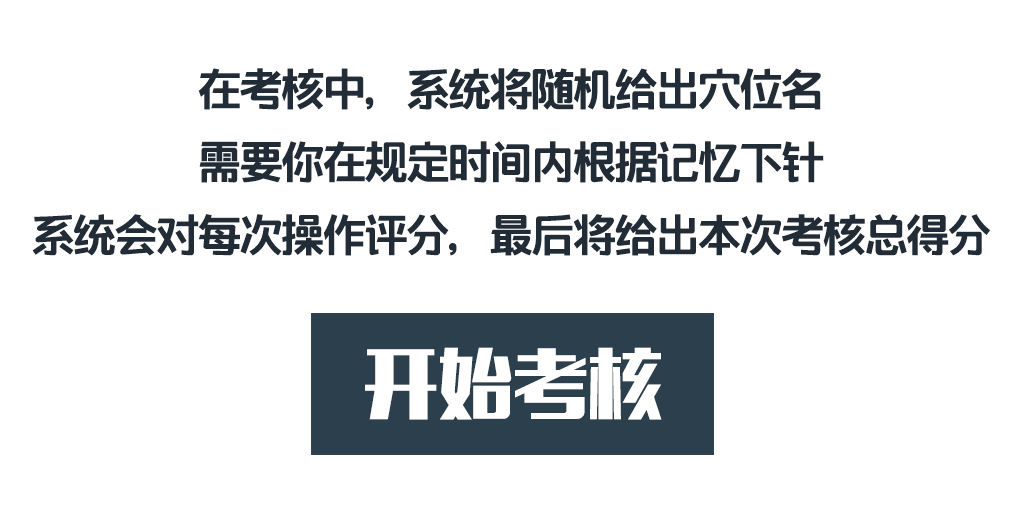 在考核中，系统将随机给出穴位名
需要你在规定时间内根据记忆下针
系统会对每次操作评分，最后将给出本次考核总得分
开始考核